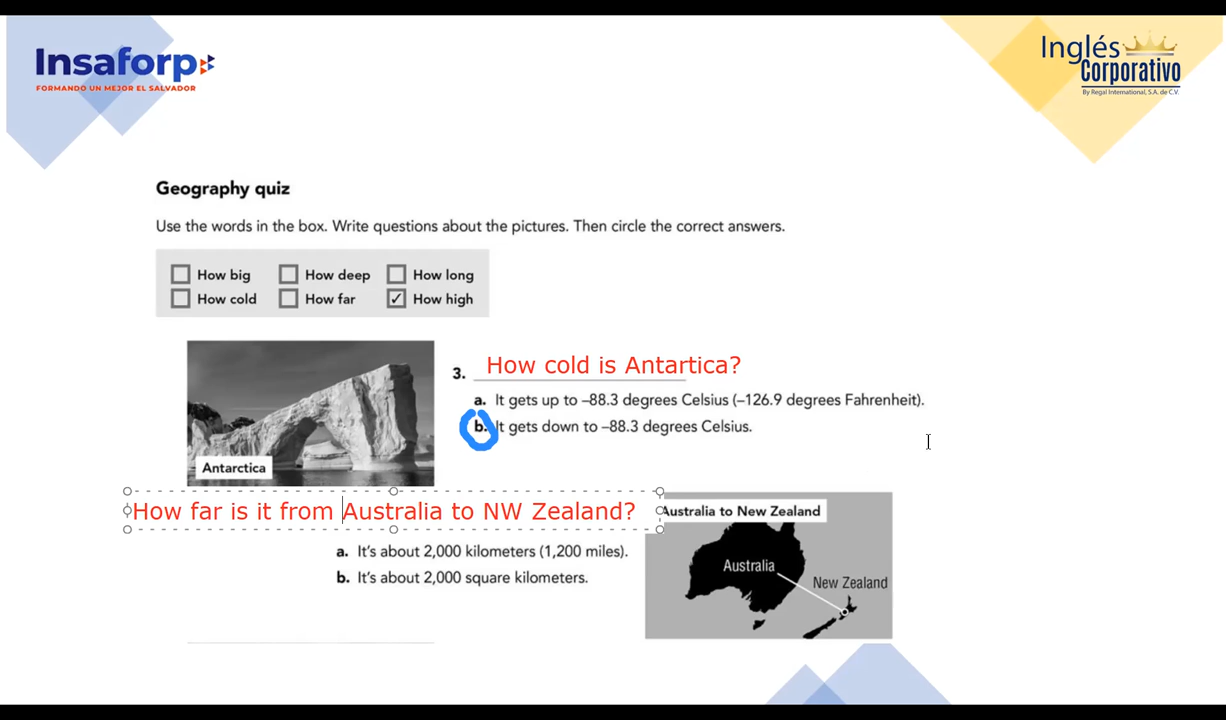 Insaforp
FORMANDO UN MEJOR EL SALVADOR
Inglés
Corporativo
By Regal International, S.A. de C.V.
Geography quiz
Use the words in the box. Write questions about the pictures. Then circle the correct answers.
How big How deep How long
How cold How far ✓ How high
3. How cold is Antartica?
a. It gets up to –88.3 degrees Celsius (–126.9 degrees Fahrenheit).
b. It gets down to –88.3 degrees Celsius.
Antarctica
How far is it from Australia to NW Zealand?
Australia to New Zealand
a. It's about 2,000 kilometers (1,200 miles).
b. It's about 2,000 square kilometers.
Australia
New Zealand